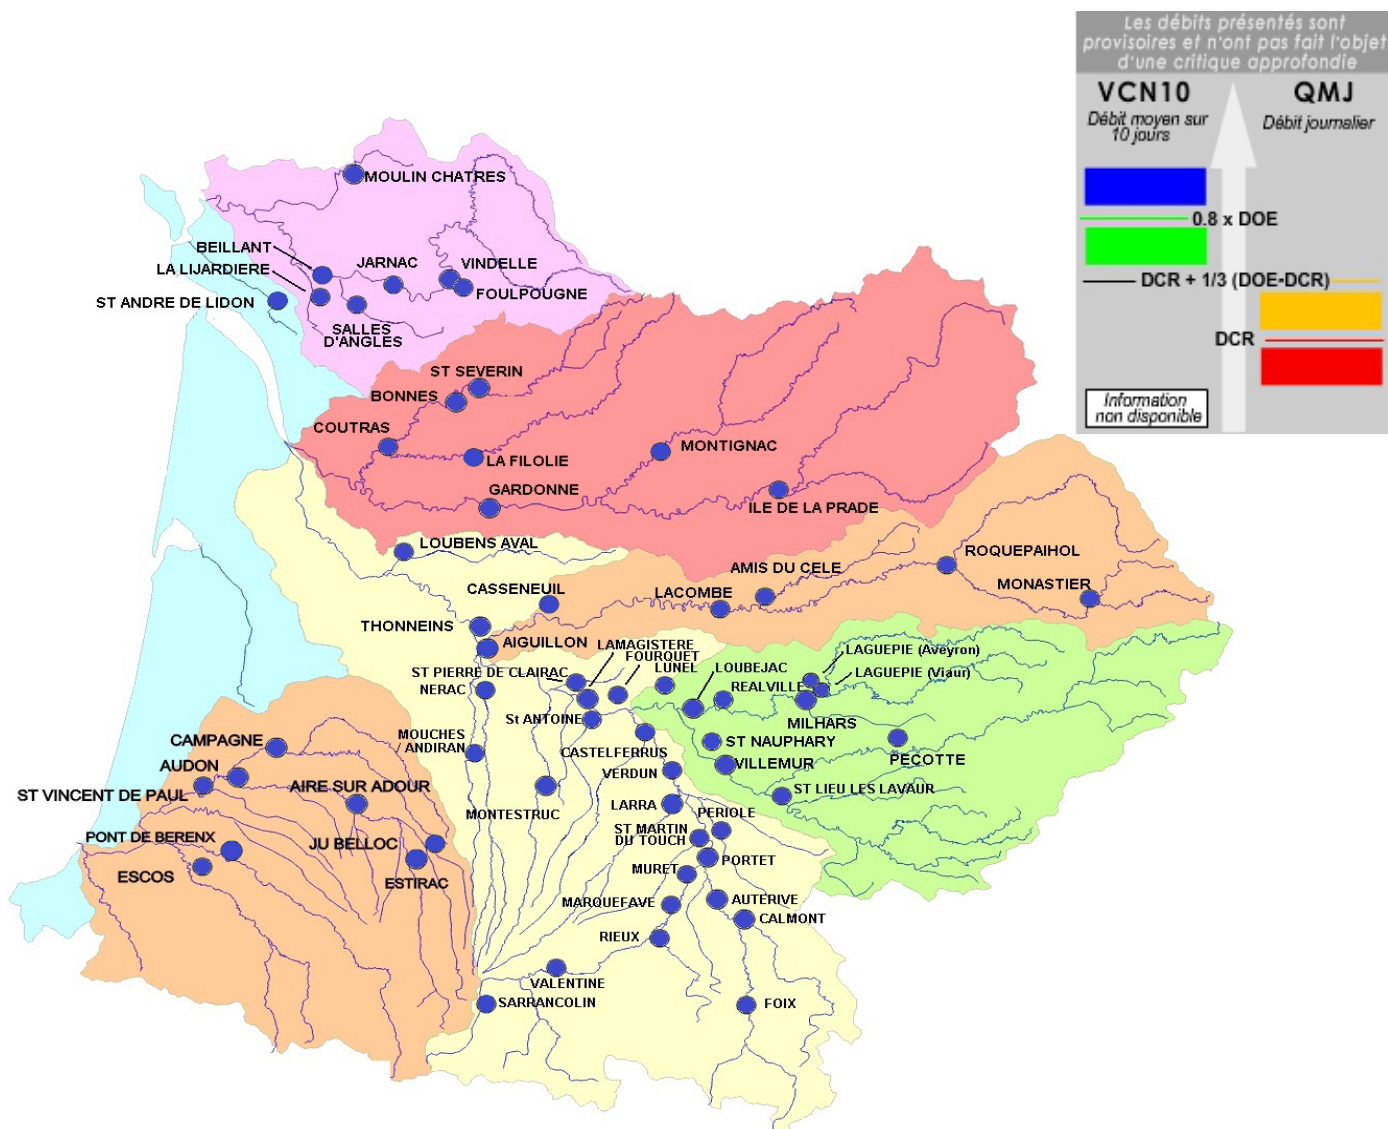 Les débits présentés sont
provisoires et n'ont pas fait l'objet
d'une critique approfondie
VCN10
QMJ
Débit moyen sur
10 jours
Débit journalier
0.8 x DOE
DCR + 1/3 (DOE-DCR)
DCR
Information
non disponible
MOULIN CHATRES
BEILLANT
JARNAC
VINDELLE
LA LIJARDIERE
FOULPOUGNE
ST ANDRE DE LIDON
SALLES
D'ANGLES
ST SEVERIN
BONNES
COUTRAS
LA FILOLIE
MONTIGNAC
GARDONNE
ILE DE LA PRADE
LOUBENS AVAL
ROQUEPAIHOL
AMIS DU CELE
MONASTIER
CASSENEUIL
LACOMBE
THONNEINS
AIGUILLON
LAMAGISTERE
FOURQUET
LUNEL
LAGUEPIE (Aveyron)
ST PIERRE DE CLAIRAC
LOUBEJAC
LAGUEPIE (Viaur)
NERAC
REALVILLE
St ANTOINE
MILHARS
MOUCHES
/ ANDIRAN
CAMPAGNE
CASTELFERRUS
ST NAUPHARY
PECOTTE
AUDON
VERDUN
VILLEMUR
ST VINCENT DE PAUL
AIRE SUR ADOUR
MONTESTRUC
LARRA
ST LIEU LES LAVAUR
PERIOLE
PONT DE BERENX
JU BELLOC
ST MARTIN
DU TOUCH
PORTET
ESCOS
ESTIRAC
MURET
MARQUEFAVE
AUTERIVE
CALMONT
RIEUX
VALENTINE
SARRANCOLIN
FOIX